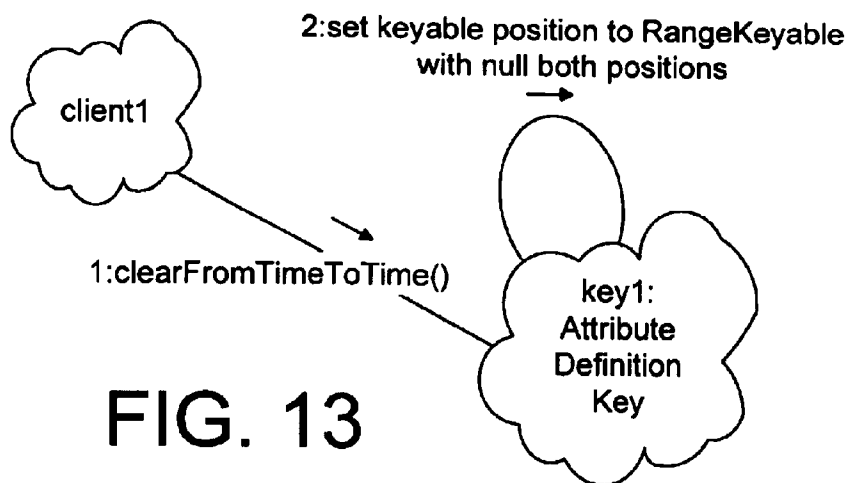 2:set keyable position to RangeKeyable
with null both positions
client1
1:clearFromTimeToTime()
key1:
Attribute
Definition
Key
FIG. 13